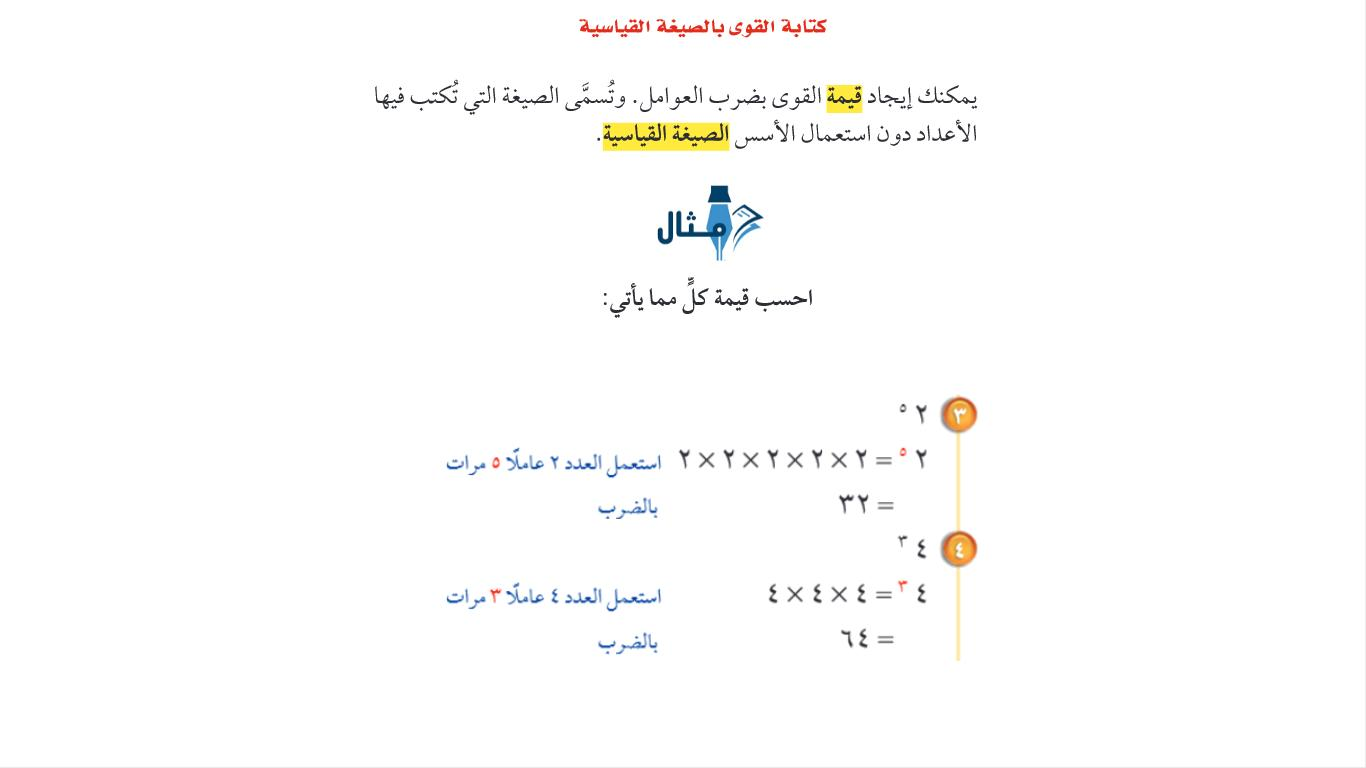 كتابة القوى بالصيغة القياسية
يمكنك إيجاد قيمة القوى بضرب العوامل. وتُسمَّى الصيغة التي تُكتب فيها
الأعداد دون استعمال الأسس الصيغة القياسية.
مثال
احسب قيمة كلٍّ مما يأتي:
٣ ٢ ٥
٢ ٥ = ٢ × ٢ × ٢ × ٢ × ٢ استعمل العدد ٢ عاملًا ٥ مرات
= ٣٢ بالضرب
٤ ٤ ٣
٤ ٣ = ٤ × ٤ × ٤ استعمل العدد ٤ عاملًا ٣ مرات
= ٦٤ بالضرب